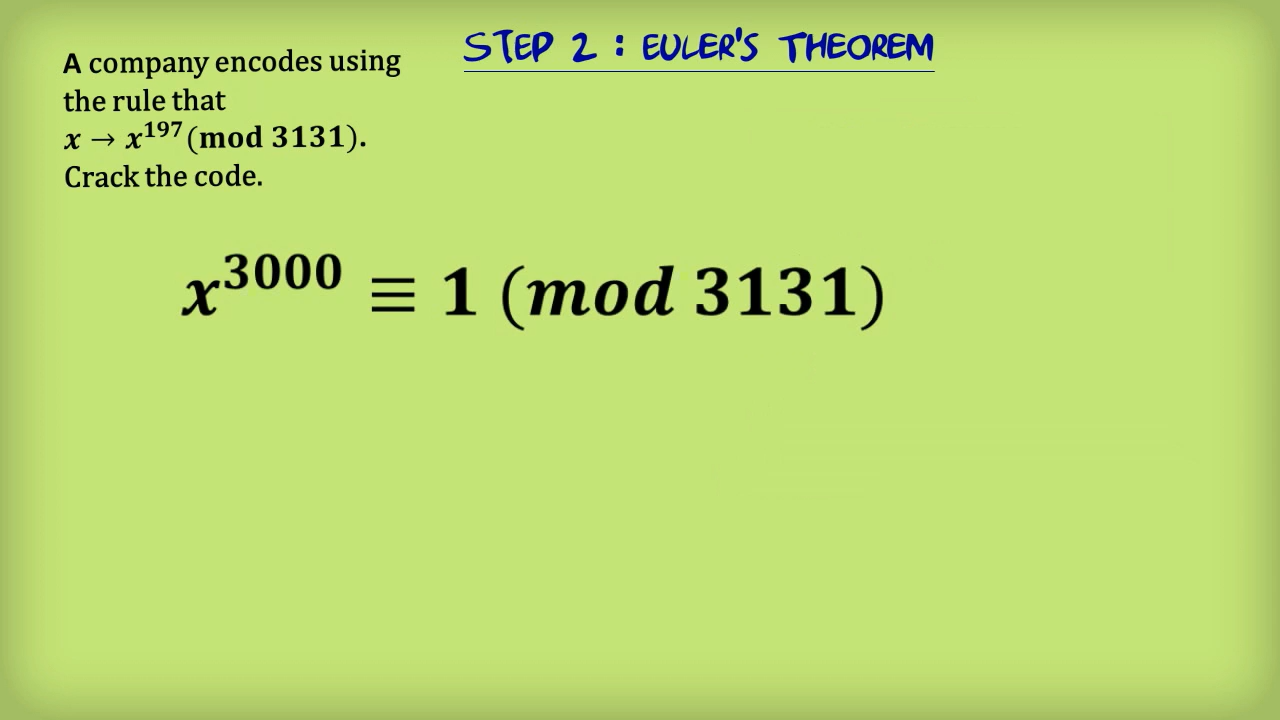 STEP 2 : EULER'S THEOREM
A company encodes using
the rule that
x → x¹⁹⁷(mod 3131).
Crack the code.
x³⁰⁰⁰ ≡ 1 (mod 3131)